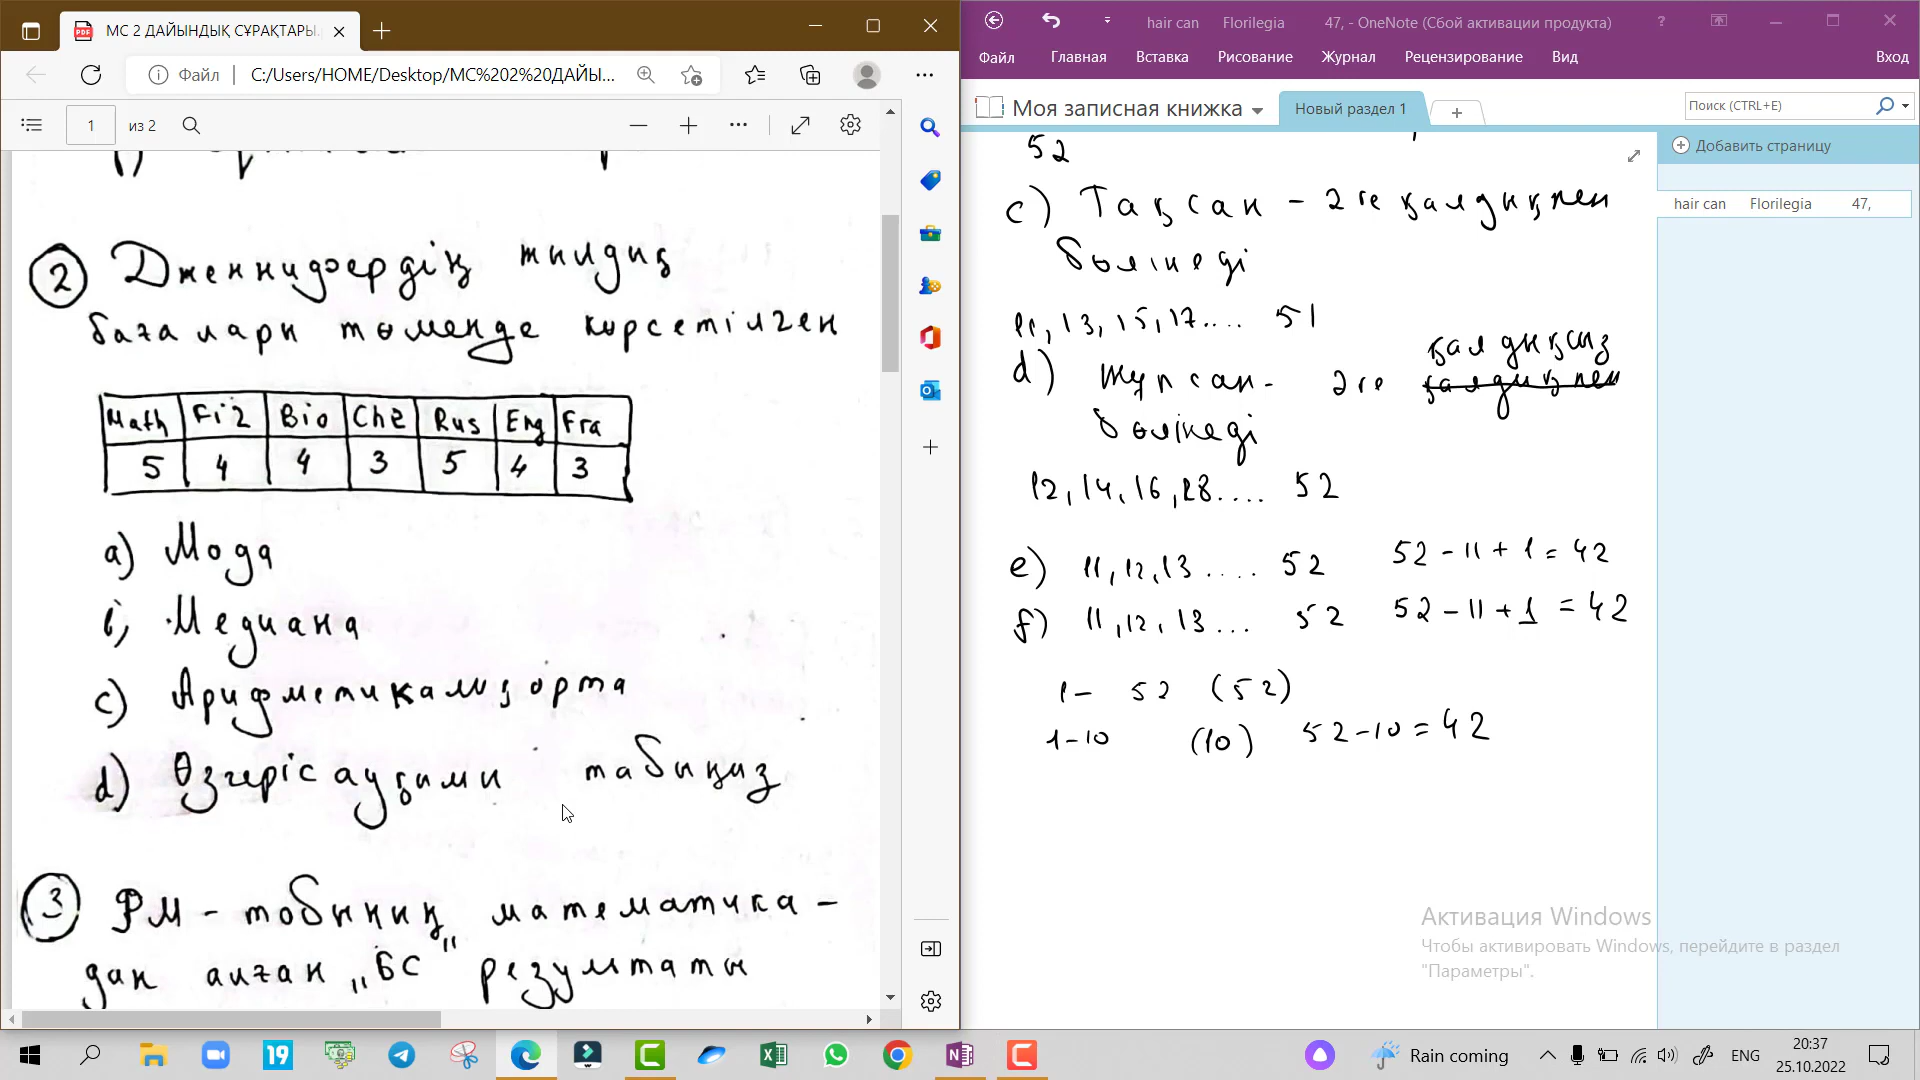 МС 2 ДАЙЫНДЫҚ СҰРАҚТАРЫ.
Файл
C:/Users/HOME/Desktop/МС%202%20ДАЙЫ...
1
из 2
② Дженнидзердің жылдық
бағалары төменде көрсетілген
Math Fiz Bio Che Rus Eng Fra
5 4 4 3 5 4 3
a) Мода
b) Медиана
c) Арифметикалық орта
d) Өзгеріс ауқымы табыңыз
③ ФМ - тобының математика -
дан алған "БС" резултаты
hair can Florilegia 47, - OneNote (Сбой активации продукта)
?
Файл Главная Вставка Рисование Журнал Рецензирование Вид Вход
Моя записная книжка
Новый раздел 1
Поиск (CTRL+E)
Добавить страницу
hair can Florilegia 47,
52
c) Тақ сан - 2 ге қалдықпен
бөлінеді
11, 13, 15, 17.... 51
d) Жұп сан - 2 ге қалдықсыз
қалдықпен
бөлінеді
12, 14, 16, 18.... 52
e) 11, 12, 13 .... 52 52 - 11 + 1 = 42
f) 11, 12, 13 ... 52 52 - 11 + 1 = 42
1 - 52 (52)
1 - 10 (10) 52 - 10 = 42
Активация Windows
Чтобы активировать Windows, перейдите в раздел
"Параметры".
19
Rain coming
ENG
20:37
25.10.2022